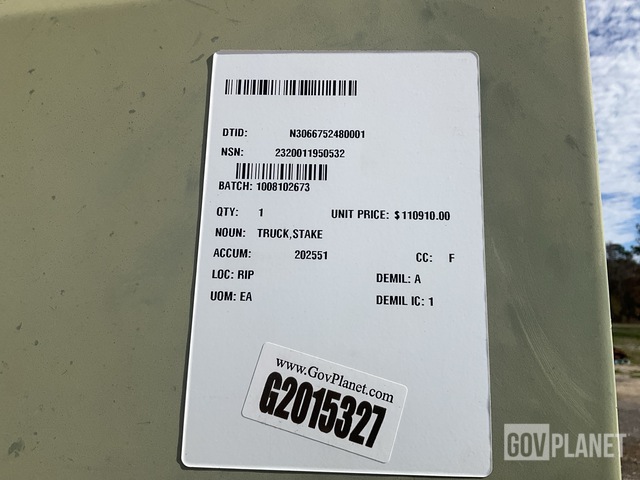 DTID: N3066752480001
NSN: 2320011950532
BATCH: 1008102673
QTY: 1 UNIT PRICE: $110910.00
NOUN: TRUCK,STAKE
ACCUM: 202551 CC: F
LOC: RIP DEMIL: A
UOM: EA DEMIL IC: 1
www.GovPlanet.com
G2015327
GOVPLANET